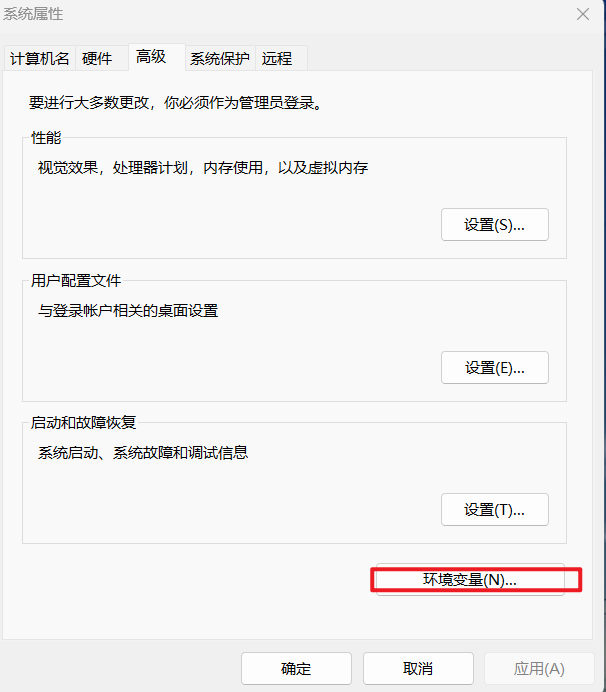 系统属性
计算机名 硬件 高级 系统保护 远程
要进行大多数更改，你必须作为管理员登录。
性能
视觉效果，处理器计划，内存使用，以及虚拟内存
设置(S)...
用户配置文件
与登录帐户相关的桌面设置
设置(E)...
启动和故障恢复
系统启动、系统故障和调试信息
设置(T)...
环境变量(N)...
确定 取消 应用(A)